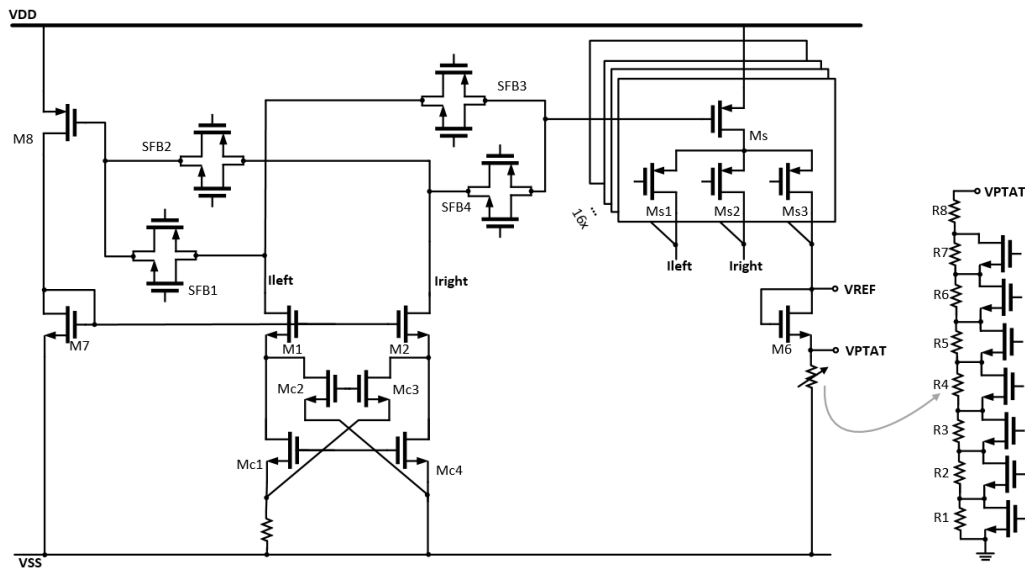 VDD
SFB3
M8
SFB2
Ms
SFB4
Ms1
Ms2
Ms3
...
16x
VPTAT
R8
R7
SFB1
Ileft
Iright
Ileft
Iright
VREF
R6
M7
M1
M2
M6
R5
VPTAT
Mc2
Mc3
R4
R3
Mc1
Mc4
R2
R1
VSS